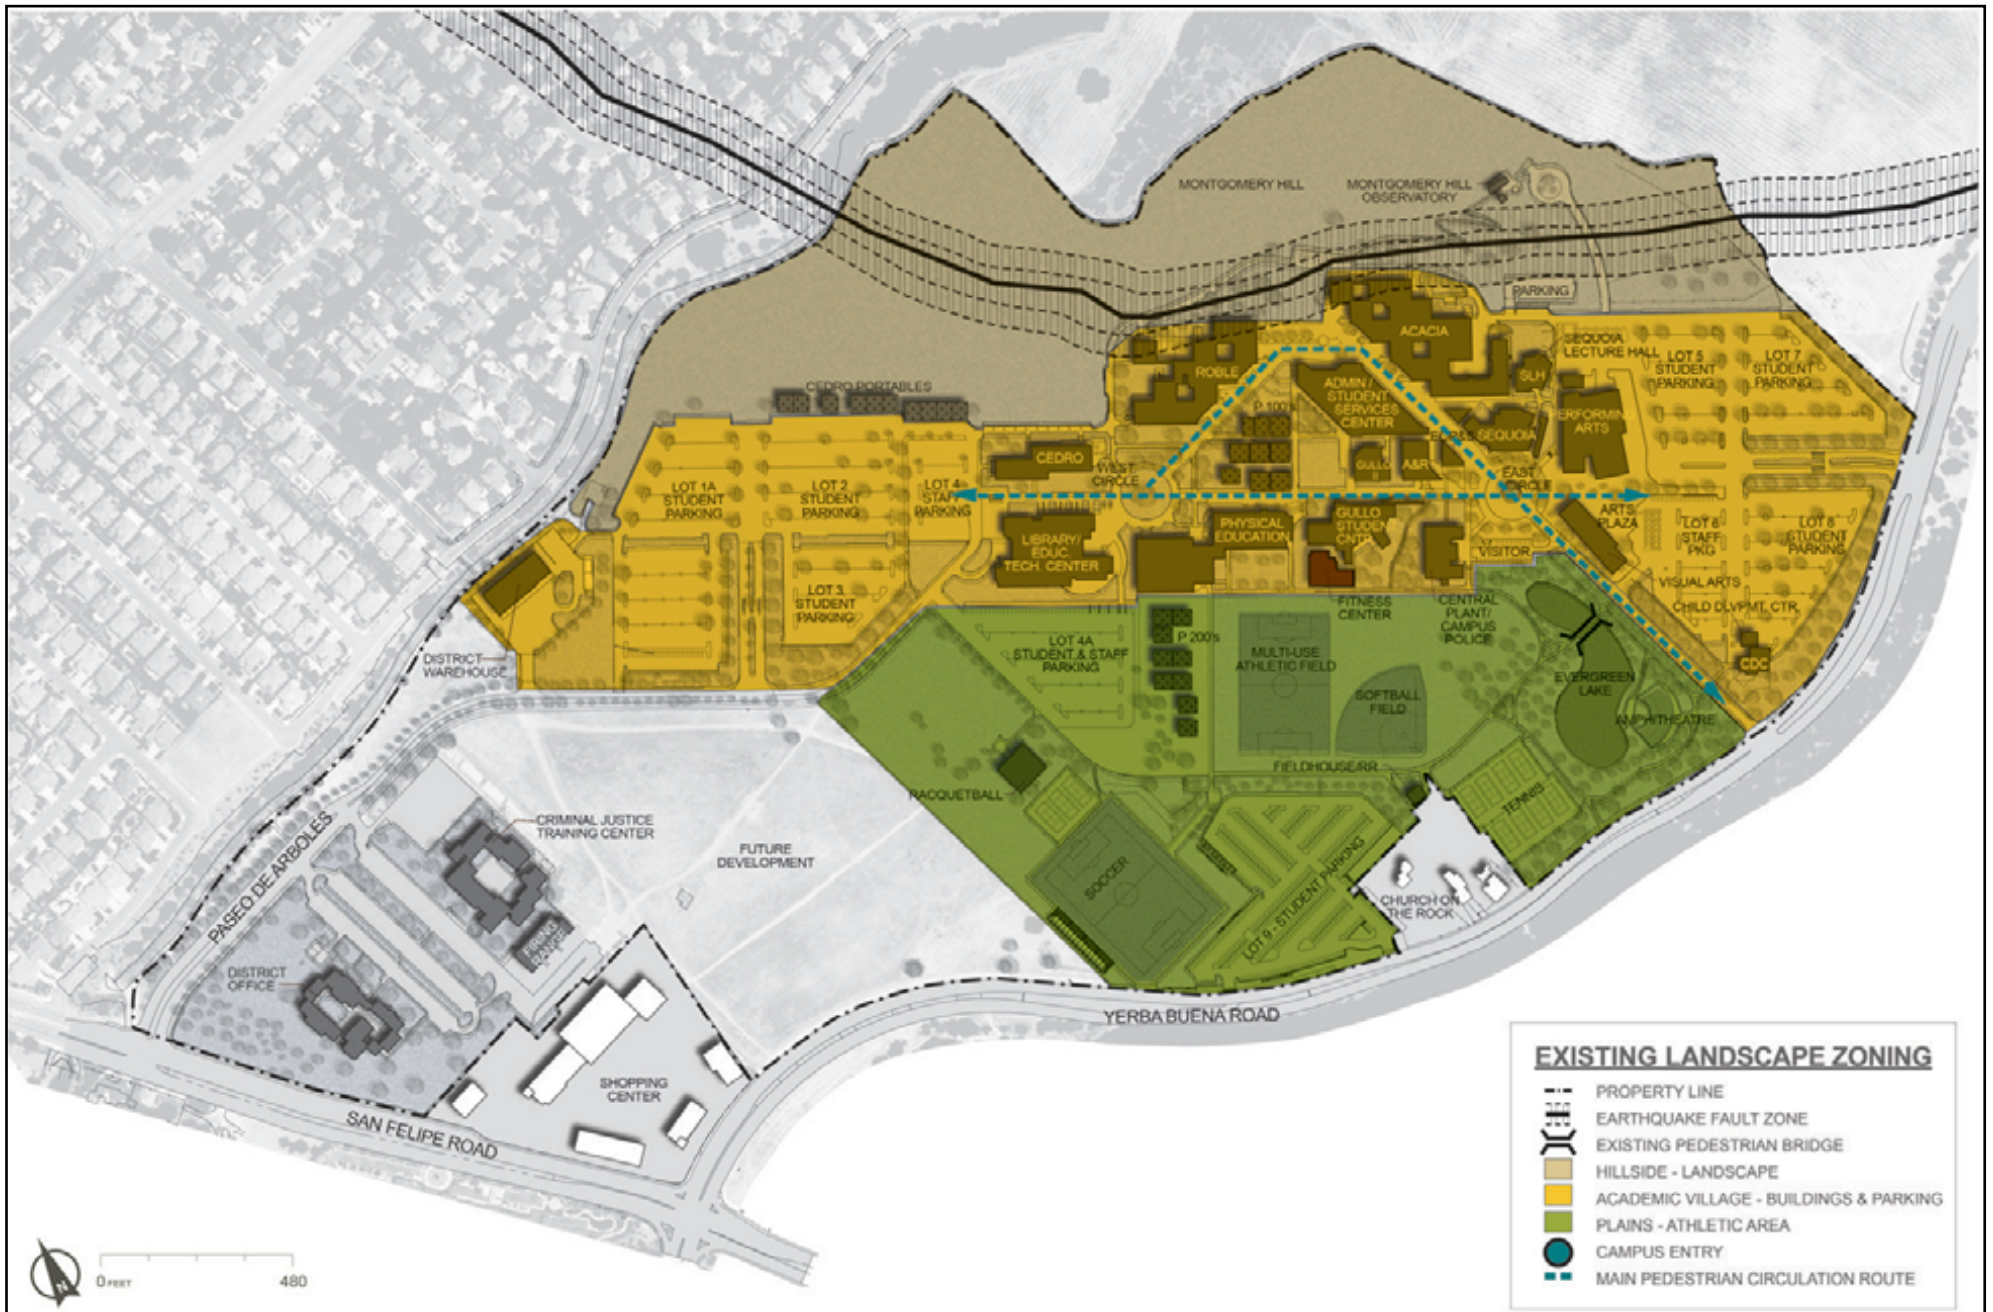 MONTGOMERY HILL
MONTGOMERY HILL
OBSERVATORY
PARKING
ACACIA
SEQUOIA
LECTURE HALL
LOT 5
STUDENT
PARKING
LOT 7
STUDENT
PARKING
ROBLE
SLH
CEDRO PORTABLES
ADMIN /
STUDENT
SERVICES
CENTER
P 100's
PERFORMING
ARTS
SEQUOIA
CEDRO
WEST
CIRCLE
GULLO
A&R
EAST
CIRCLE
LOT 1A
STUDENT
PARKING
LOT 2
STUDENT
PARKING
LOT 4
STAFF
PARKING
ARTS
PLAZA
LOT 6
STAFF
PKG
LOT 8
STUDENT
PARKING
LIBRARY/
EDUC.
TECH. CENTER
PHYSICAL
EDUCATION
GULLO
STUDENT
CNTR
VISITOR
VISUAL ARTS
CHILD DLVPMT. CTR.
CDC
LOT 3
STUDENT
PARKING
FITNESS
CENTER
CENTRAL
PLANT/
CAMPUS
POLICE
DISTRICT
WAREHOUSE
LOT 4A
STUDENT & STAFF
PARKING
P 200's
MULTI-USE
ATHLETIC FIELD
SOFTBALL
FIELD
EVERGREEN
LAKE
AMPHITHEATRE
FIELDHOUSE/RR
RACQUETBALL
TENNIS
CRIMINAL JUSTICE
TRAINING CENTER
FUTURE
DEVELOPMENT
PASEO DE ARBOLES
SOCCER
LOT 9 - STUDENT PARKING
CHURCH ON
THE ROCK
FIRING
RANGE
DISTRICT
OFFICE
YERBA BUENA ROAD
SHOPPING
CENTER
SAN FELIPE ROAD
EXISTING LANDSCAPE ZONING
PROPERTY LINE
EARTHQUAKE FAULT ZONE
EXISTING PEDESTRIAN BRIDGE
HILLSIDE - LANDSCAPE
ACADEMIC VILLAGE - BUILDINGS & PARKING
PLAINS - ATHLETIC AREA
CAMPUS ENTRY
MAIN PEDESTRIAN CIRCULATION ROUTE
N
0 FEET
480